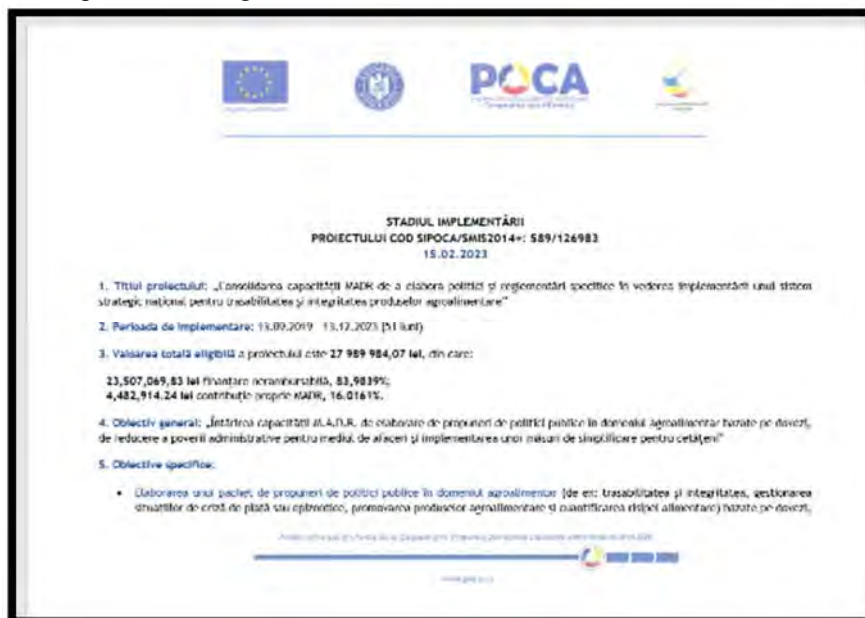 POCA
STADIUL IMPLEMENTĂRII
PROIECTULUI COD SIPOCA/SMIS2014+: 589/126983
15.02.2023
1. Titlul proiectului: „Consolidarea capacității MADR de a elabora politici și reglementări specifice în vederea implementării unui sistem
strategic național pentru trasabilitatea și integritatea produselor agroalimentare”
2. Perioada de implementare: 13.09.2019 - 13.12.2023 (51 luni)
3. Valoarea totală eligibilă a proiectului este 27 989 984,07 lei, din care:
23,507,069,83 lei finanțare nerambursabilă, 83,9839%;
4,482,914.24 lei contribuție proprie MADR, 16.0161%.
4. Obiectiv general: „Întărirea capacității M.A.D.R. de elaborare de propuneri de politici publice în domeniul agroalimentar bazate pe dovezi,
de reducere a poverii administrative pentru mediul de afaceri și implementarea unor măsuri de simplificare pentru cetățeni”
5. Obiective specifice:
• Elaborarea unui pachet de propuneri de politici publice în domeniul agroalimentar (de ex: trasabilitatea și integritatea, gestionarea
situațiilor de criză de piață sau epizootice, promovarea produselor agroalimentare și cuantificarea risipei alimentare) bazate pe dovezi,